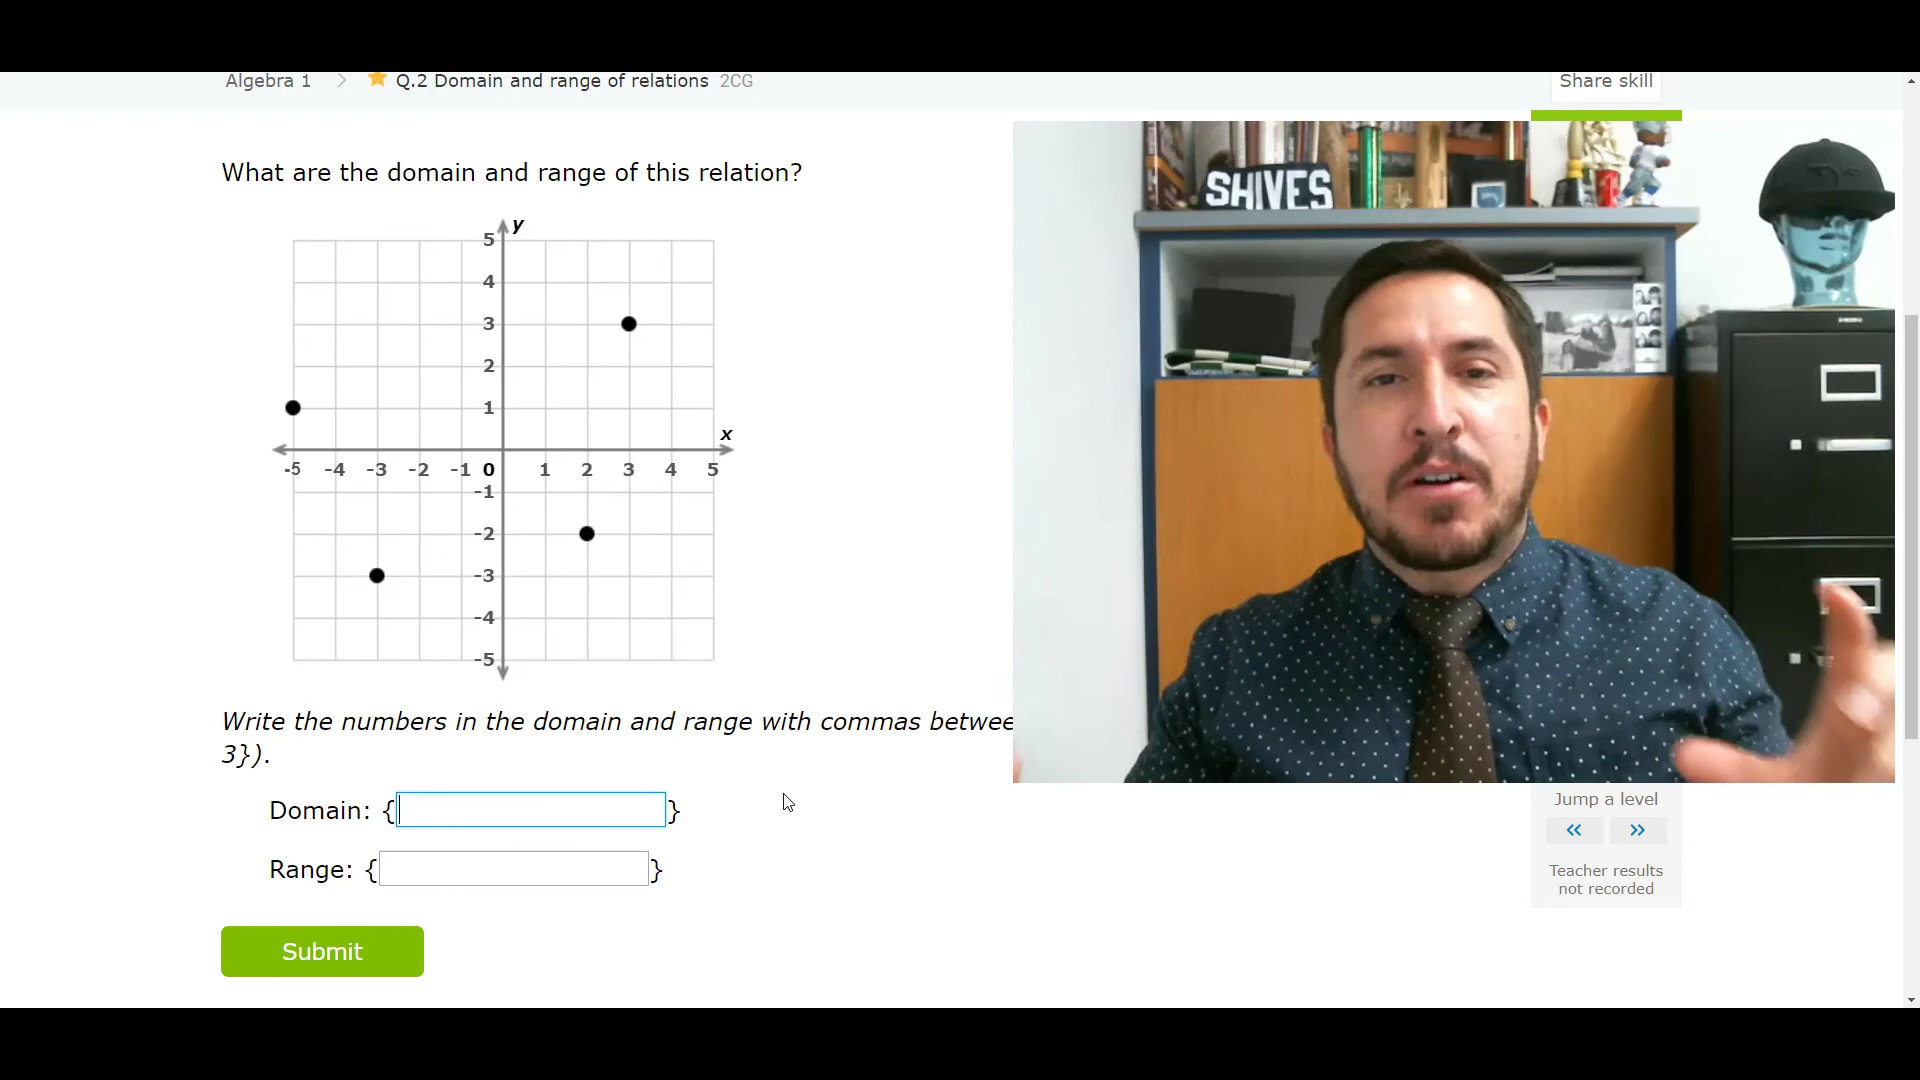 Algebra 1 > Q.2 Domain and range of relations 2CG
Share skill
What are the domain and range of this relation?
y
5
4
3
2
1
x
-5 -4 -3 -2 -1 0 1 2 3 4 5
-1
-2
-3
-4
-5
SHIVES
Write the numbers in the domain and range with commas betwee
3}).
Domain: { }
Range: { }
Submit
Jump a level
Teacher results
not recorded